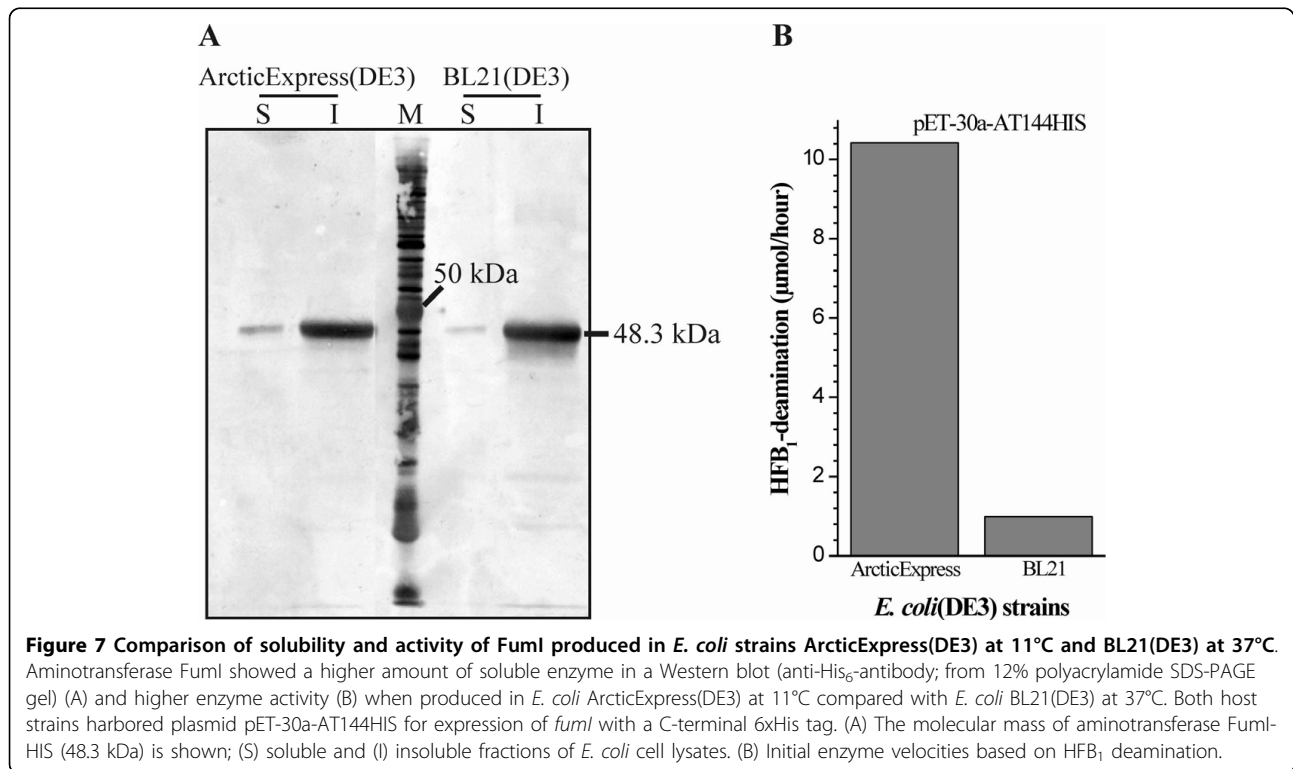 A
ArcticExpress(DE3) BL21(DE3)
S I M S I
50 kDa
48.3 kDa
B
pET-30a-AT144HIS
HFB₁-deamination (µmol/hour)
10
8
6
4
2
0
ArcticExpress BL21
E. coli(DE3) strains
Figure 7 Comparison of solubility and activity of FumI produced in E. coli strains ArcticExpress(DE3) at 11°C and BL21(DE3) at 37°C.
Aminotransferase FumI showed a higher amount of soluble enzyme in a Western blot (anti-His₆-antibody; from 12% polyacrylamide SDS-PAGE
gel) (A) and higher enzyme activity (B) when produced in E. coli ArcticExpress(DE3) at 11°C compared with E. coli BL21(DE3) at 37°C. Both host
strains harbored plasmid pET-30a-AT144HIS for expression of fumI with a C-terminal 6xHis tag. (A) The molecular mass of aminotransferase FumI-
HIS (48.3 kDa) is shown; (S) soluble and (I) insoluble fractions of E. coli cell lysates. (B) Initial enzyme velocities based on HFB₁ deamination.